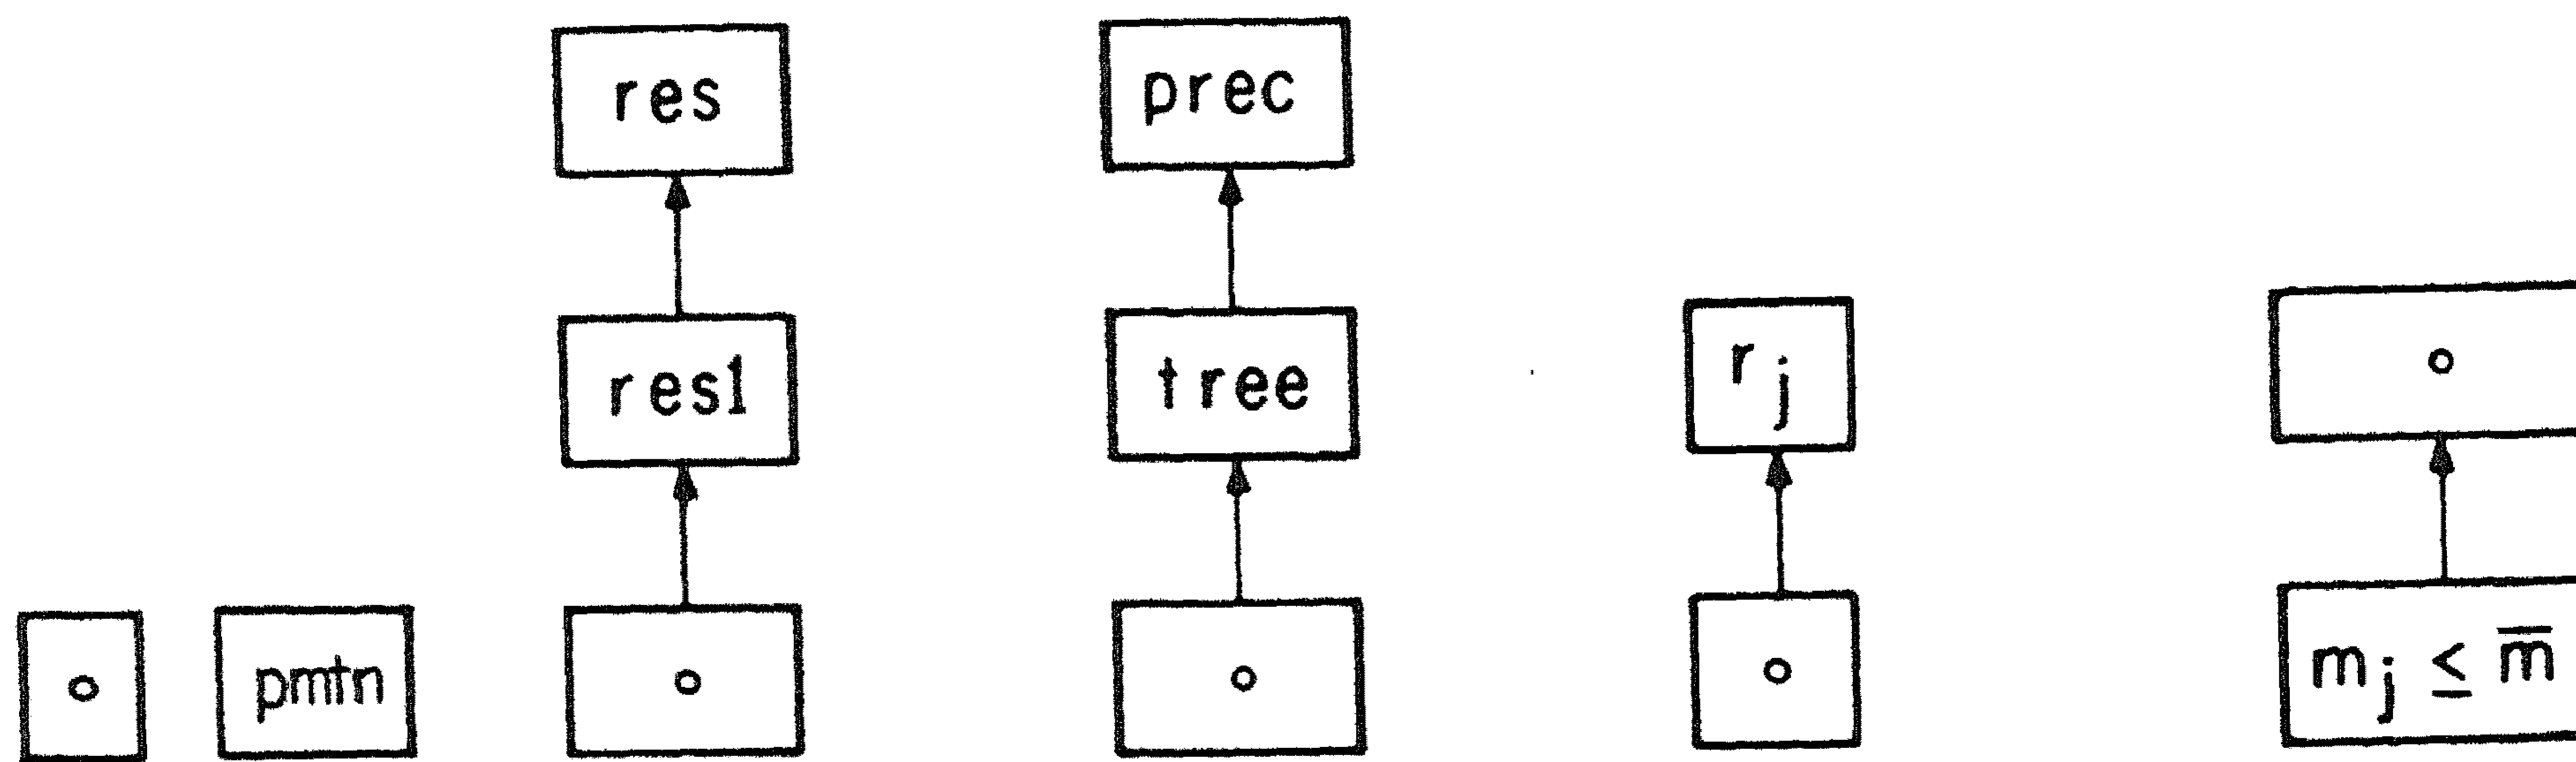 res prec
res1 tree r_j ∘
∘ pmtn ∘ ∘ ∘ m_j ≤ m̅